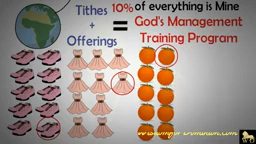 Tithes
+
Offerings
=
10% of everything is Mine
God's Management
Training Program